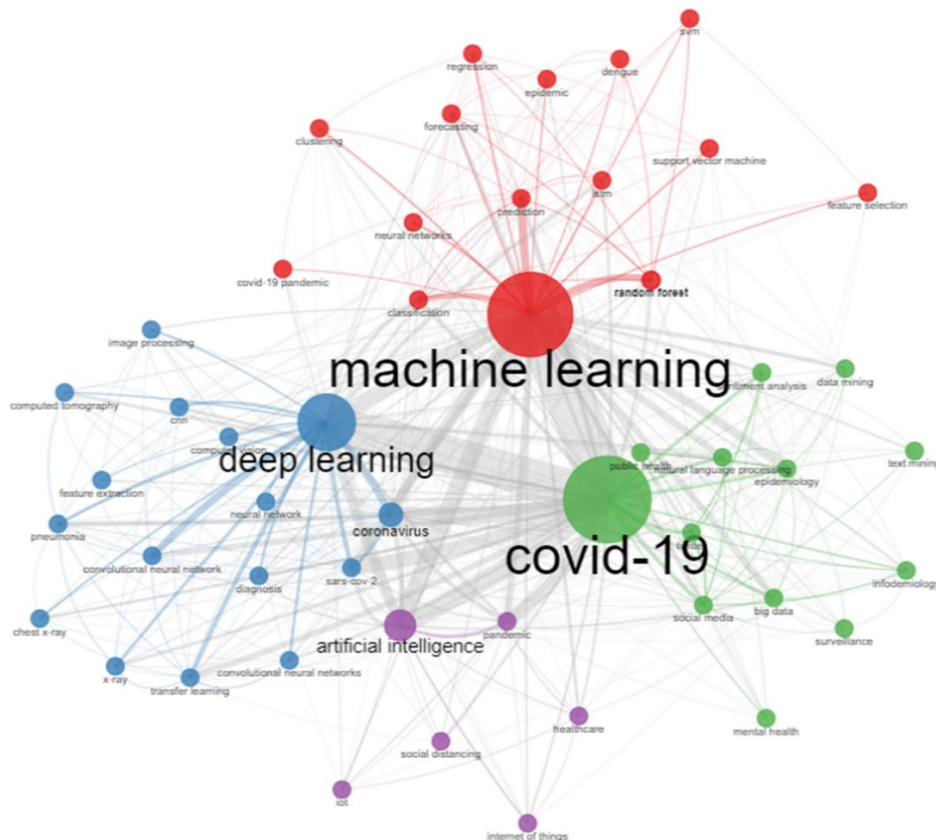 svm
regression
dengue
epidemic
forecasting
clustering
support vector machine
lstm
prediction
feature selection
neural networks
covid-19 pandemic
random forest
classification
image processing
machine learning
data mining
computed tomography
cnn
text mining
deep learning
public health
natural language processing
epidemiology
feature extraction
neural network
pneumonia
coronavirus
covid-19
convolutional neural network
sars-cov-2
infodemiology
diagnosis
big data
social media
chest x-ray
pandemic
surveillance
artificial intelligence
convolutional neural networks
x-ray
transfer learning
healthcare
mental health
social distancing
iot
internet of things